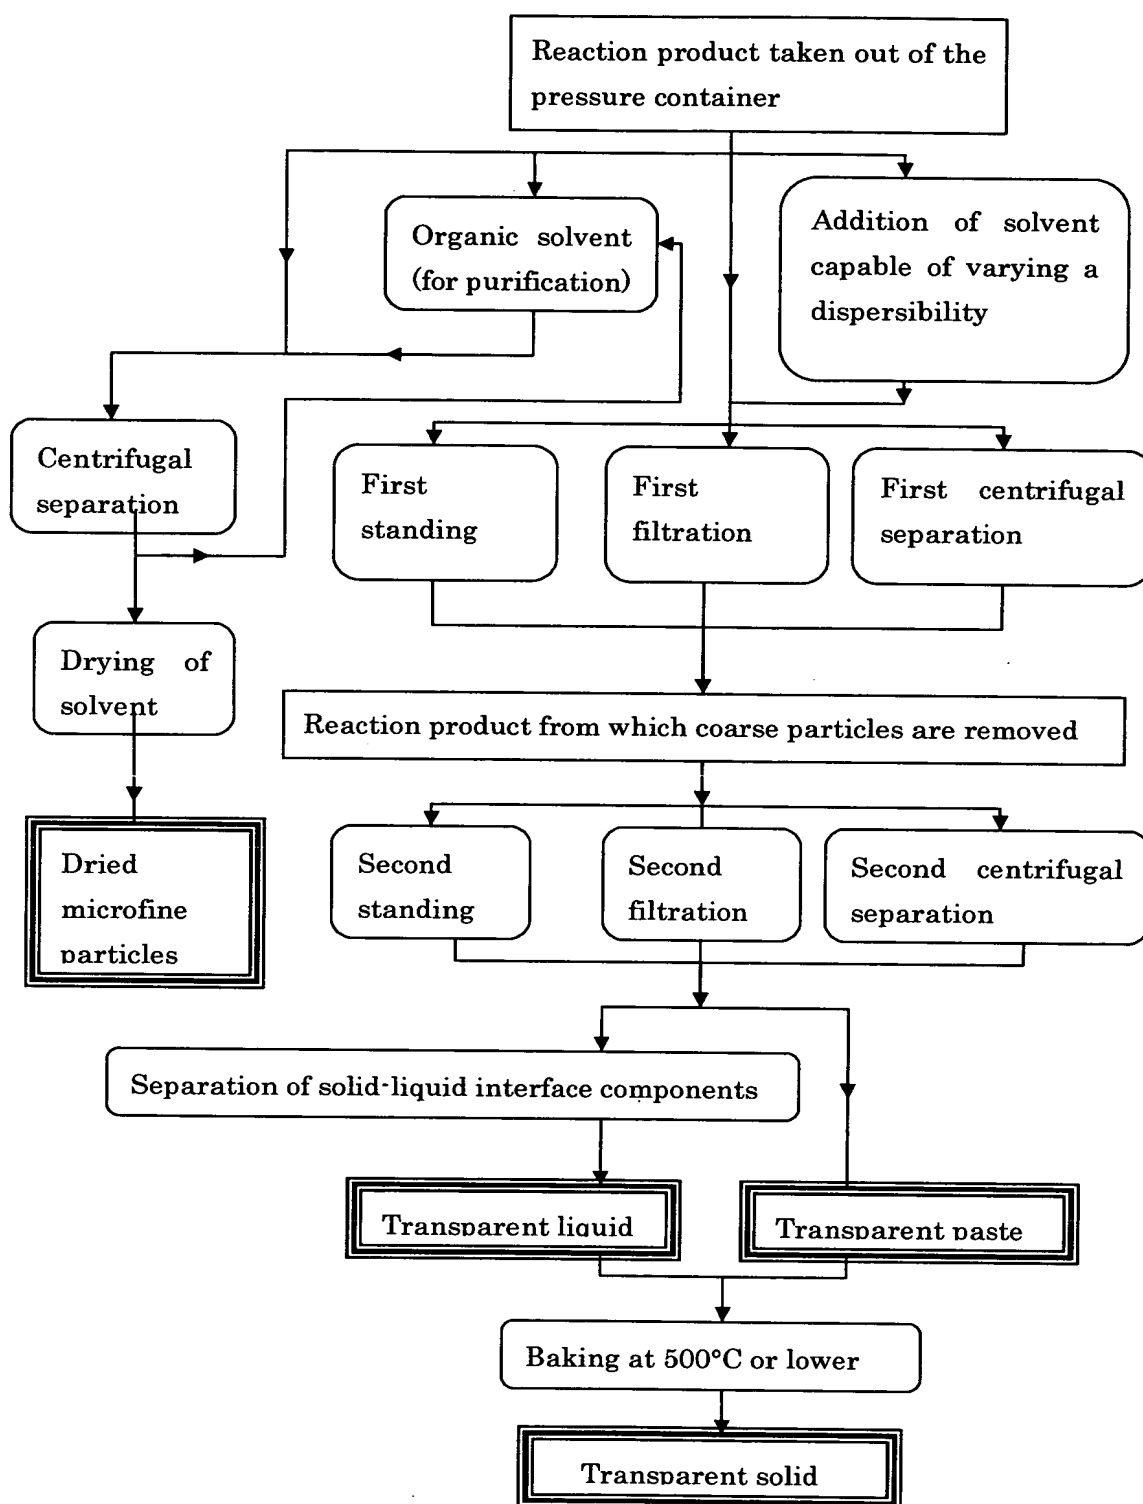 Reaction product taken out of the
pressure container
Organic solvent
(for purification)
Addition of solvent
capable of varying a
dispersibility
Centrifugal
separation
First
standing
First
filtration
First centrifugal
separation
Drying of
solvent
Reaction product from which coarse particles are removed
Dried
microfine
particles
Second
standing
Second
filtration
Second centrifugal
separation
Separation of solid-liquid interface components
Transparent liquid
Transparent paste
Baking at 500°C or lower
Transparent solid